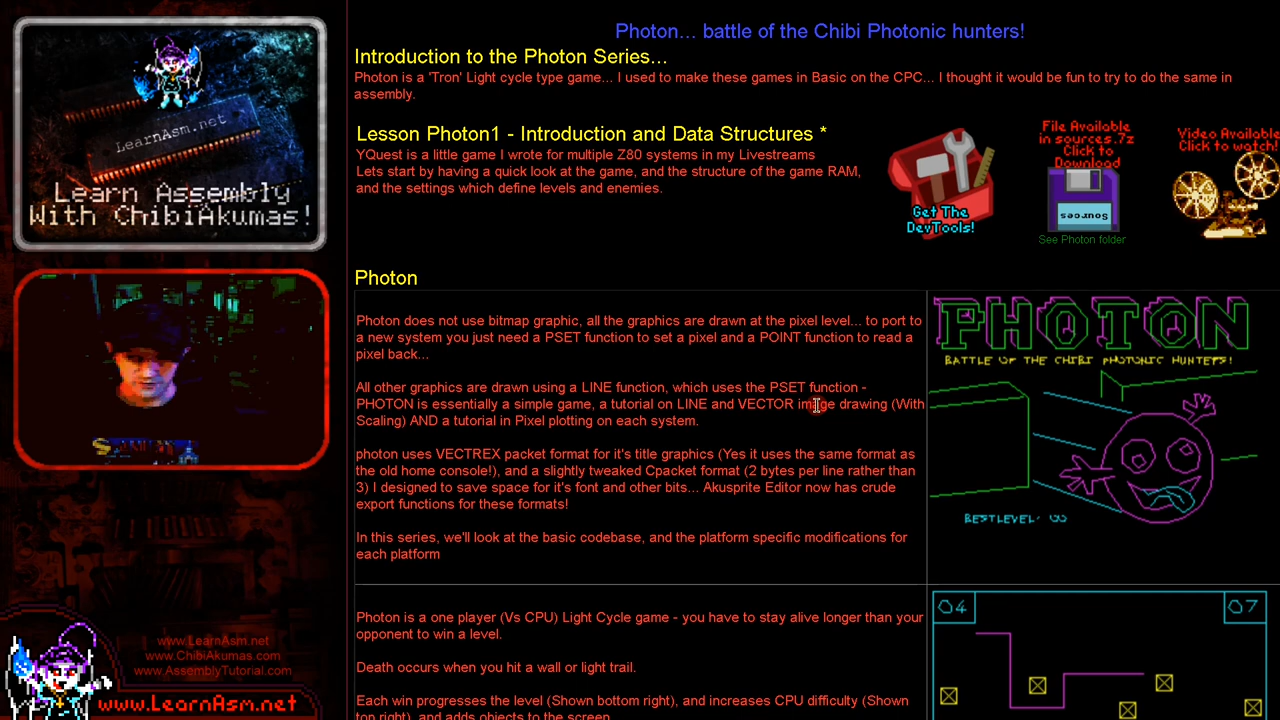 LearnAsm.net
Learn Assembly
With ChibiAkumas!
www.LearnAsm.net
www.ChibiAkumas.com
www.AssemblyTutorial.com
www.LearnAsm.net
Photon... battle of the Chibi Photonic hunters!
Introduction to the Photon Series...
Photon is a 'Tron' Light cycle type game... I used to make these games in Basic on the CPC... I thought it would be fun to try to do the same in
assembly.
Lesson Photon1 - Introduction and Data Structures *
YQuest is a little game I wrote for multiple Z80 systems in my Livestreams
Lets start by having a quick look at the game, and the structure of the game RAM,
and the settings which define levels and enemies.
Get The
DevTools!
File Available
in sources.7z
Click to
Download
Sources
See Photon folder
Video Available
Click to watch!
Photon
Photon does not use bitmap graphic, all the graphics are drawn at the pixel level... to port to
a new system you just need a PSET function to set a pixel and a POINT function to read a
pixel back...
All other graphics are drawn using a LINE function, which uses the PSET function -
PHOTON is essentially a simple game, a tutorial on LINE and VECTOR image drawing (With
Scaling) AND a tutorial in Pixel plotting on each system.
photon uses VECTREX packet format for it's title graphics (Yes it uses the same format as
the old home console!), and a slightly tweaked Cpacket format (2 bytes per line rather than
3) I designed to save space for it's font and other bits... Akusprite Editor now has crude
export functions for these formats!
In this series, we'll look at the basic codebase, and the platform specific modifications for
each platform
PHOTON
BATTLE OF THE CHIBI PHOTONIC HUNTERS!
BESTLEVEL: 00
Photon is a one player (Vs CPU) Light Cycle game - you have to stay alive longer than your
opponent to win a level.
Death occurs when you hit a wall or light trail.
Each win progresses the level (Shown bottom right), and increases CPU difficulty (Shown
top right), and adds objects to the screen
04
07